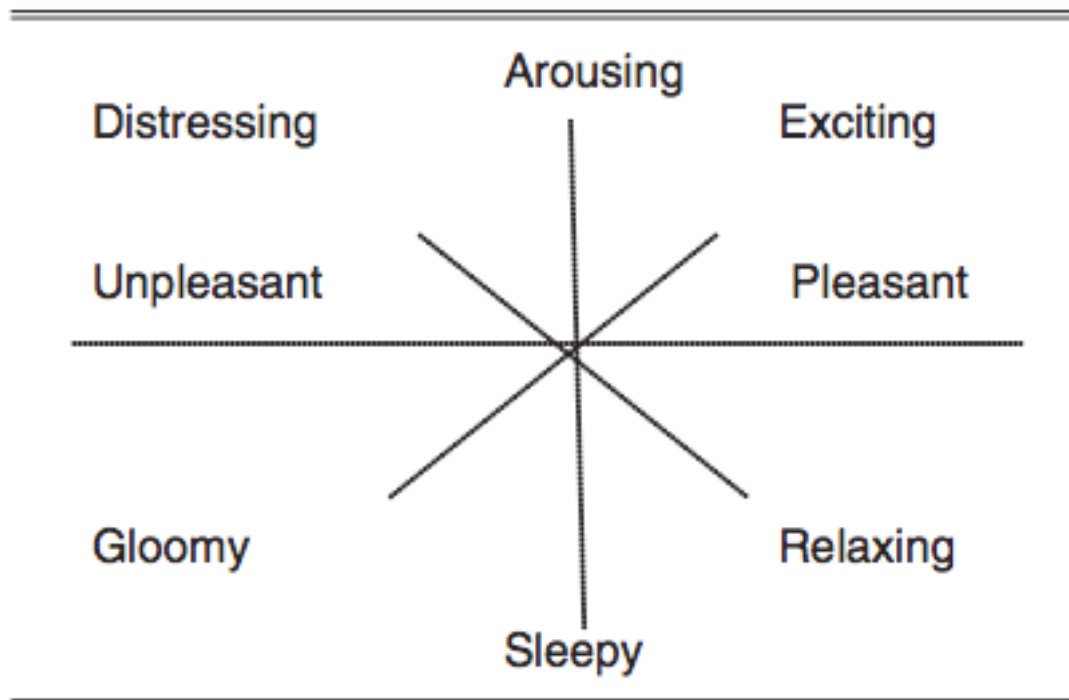 Arousing
Distressing
Exciting
Unpleasant
Pleasant
Gloomy
Relaxing
Sleepy